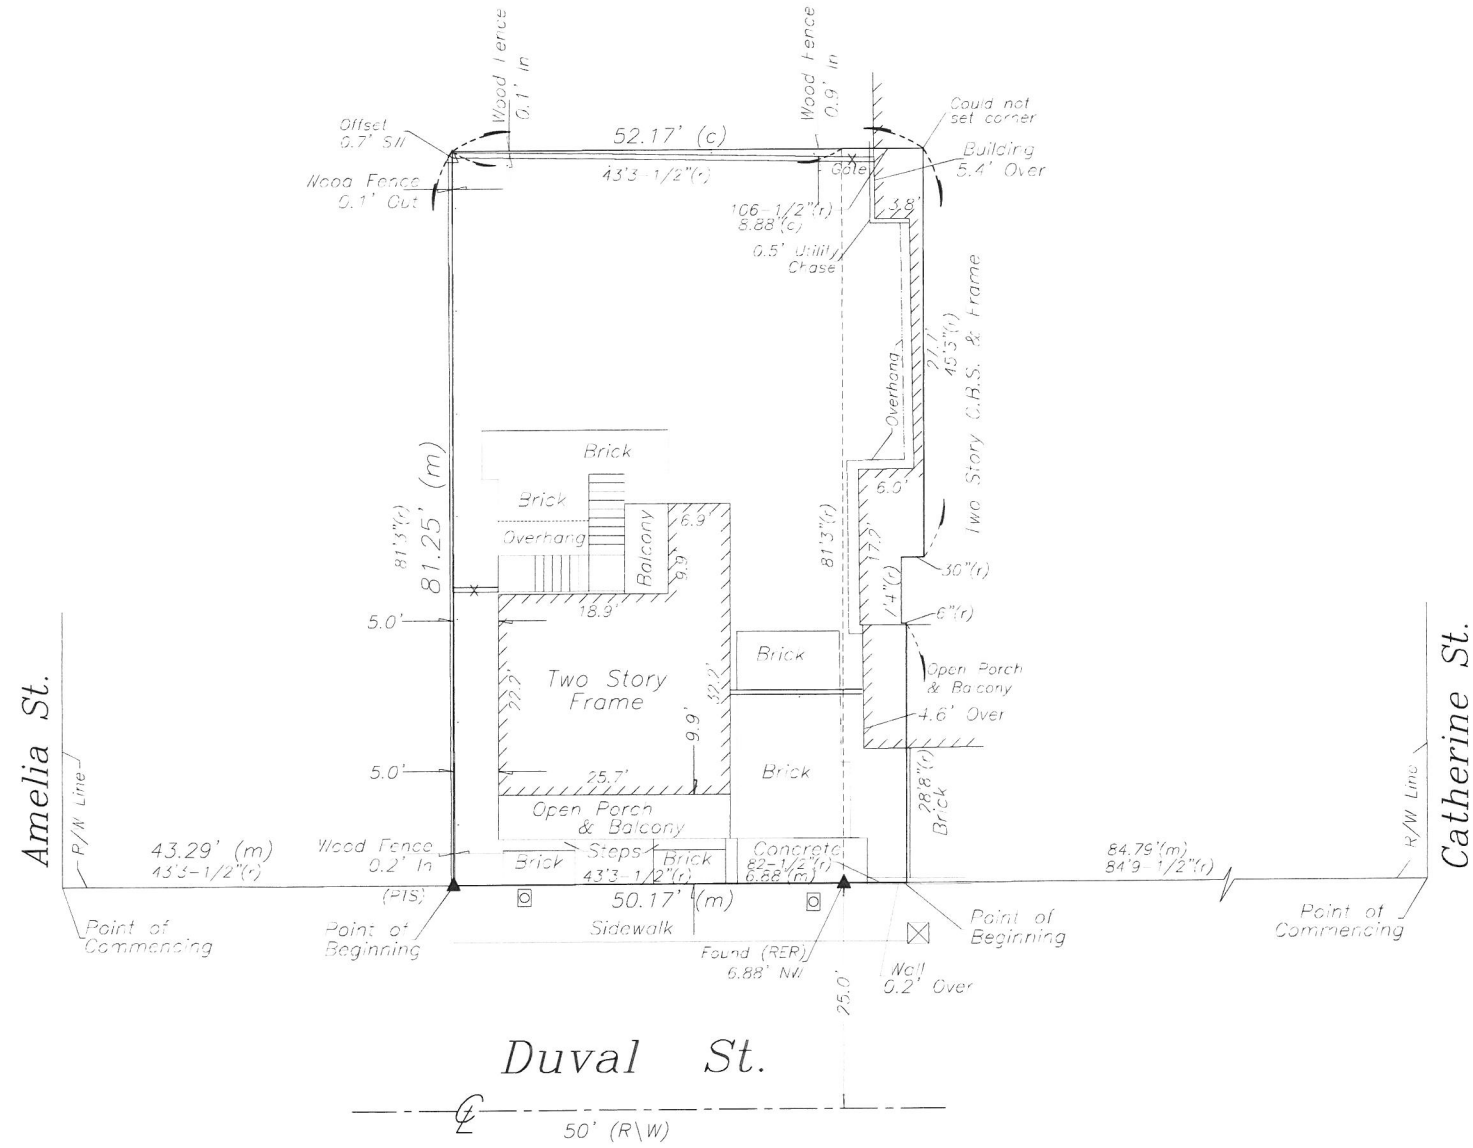 Wood Fence
0.1' In
Wood Fence
0.9' In
Could not
set corner
Offset
0.7' SW
52.17' (c)
Building
5.4' Over
43'3-1/2"(r)
Gate
Wood Fence
0.1' Out
106-1/2"(r)
8.88'(c)
3.8'
0.5' Utility
Chase
Two Story C.B.S. & Frame
45'3"(r)
Overhang
Brick
81.25' (m)
81'3"(r)
Brick
Overhang
Balcony
6.9'
9.9'
6.0'
81'3"(r)
17.2'
30"(r)
6"(r)
18.9'
5.0'
Brick
Open Porch
& Balcony
Two Story
Frame
22.2'
32.2'
9.9'
4.6' Over
Amelia St.
Catherine St.
R/W Line
R/W Line
5.0'
25.7'
Brick
28'8"(r)
Brick
Open Porch
& Balcony
Wood Fence
0.2' In
Steps
Brick
Brick
Concrete
43.29' (m)
43'3-1/2"(r)
43'3-1/2"(r)
82-1/2"(r)
6.88'(m)
84.79'(m)
84'9-1/2"(r)
50.17' (m)
Point of
Commencing
Point of
Beginning
Sidewalk
Point of
Beginning
Point of
Commencing
Found (RER)
6.88' NW
Wall
0.2' Over
25.0'
Duval St.
50' (R\W)